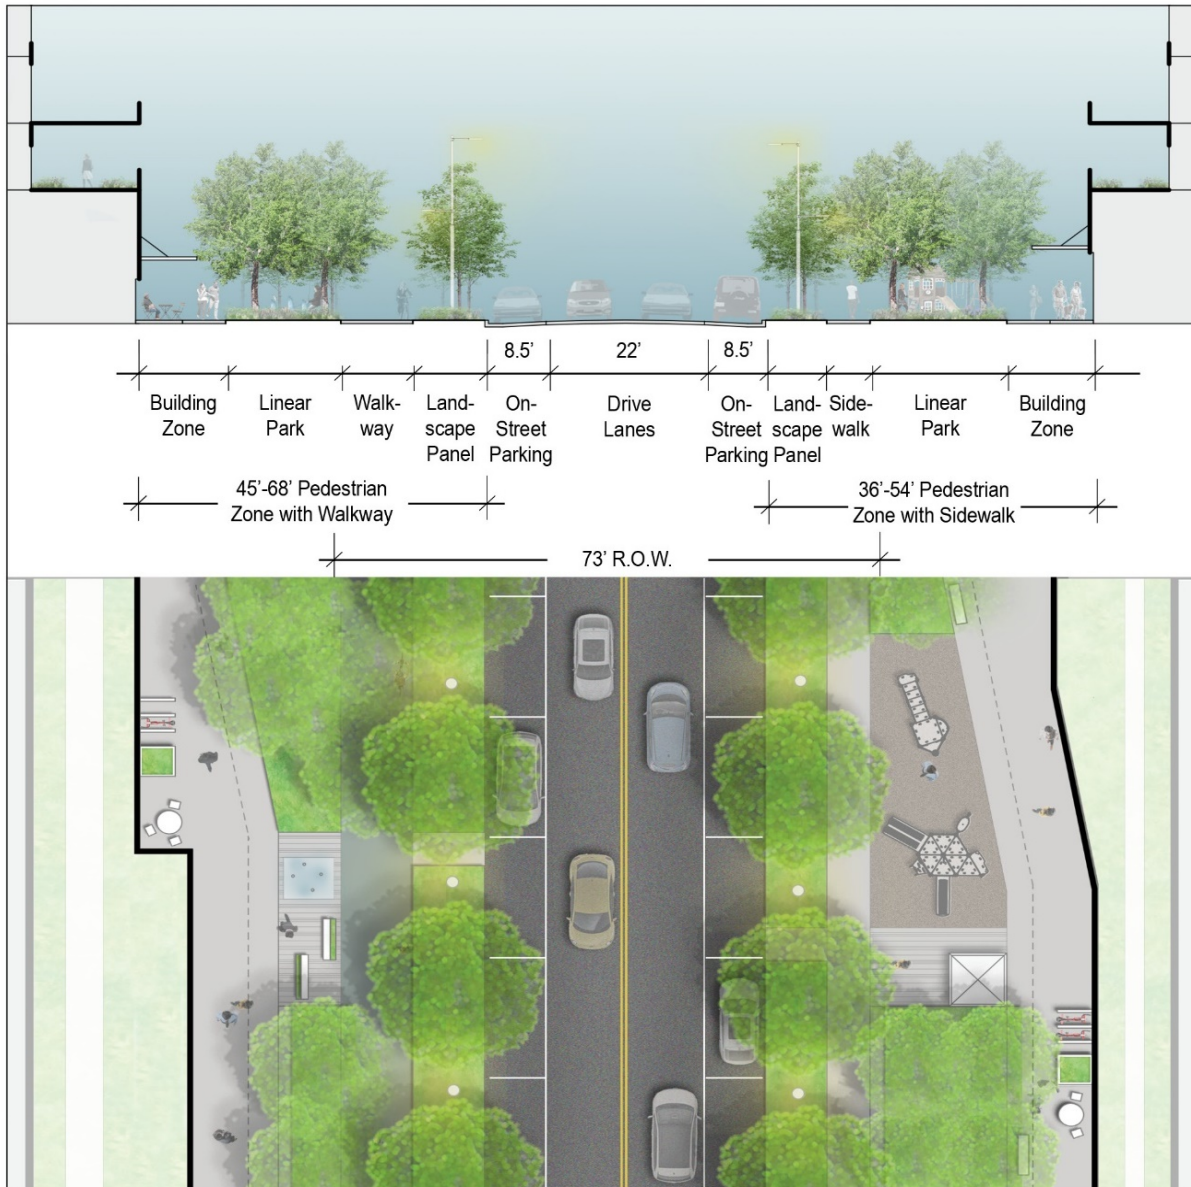 8.5’
22’
8.5’
Building
Zone
Linear
Park
Walk-
way
Land-
scape
Panel
On-
Street
Parking
Drive
Lanes
On-
Street
Parking
Land-
scape
Panel
Side-
walk
Linear
Park
Building
Zone
45’-68’ Pedestrian
Zone with Walkway
36’-54’ Pedestrian
Zone with Sidewalk
73’ R.O.W.